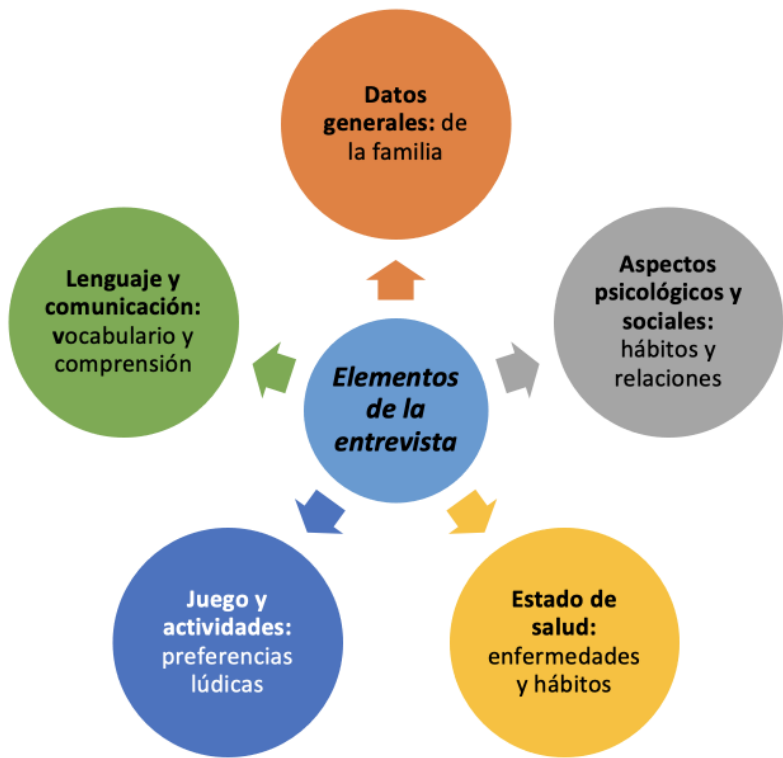 Datos
generales: de
la familia
Aspectos
psicológicos y
sociales:
hábitos y
relaciones
Estado de
salud:
enfermedades
y hábitos
Juego y
actividades:
preferencias
lúdicas
Lenguaje y
comunicación:
vocabulario y
comprensión
Elementos
de la
entrevista